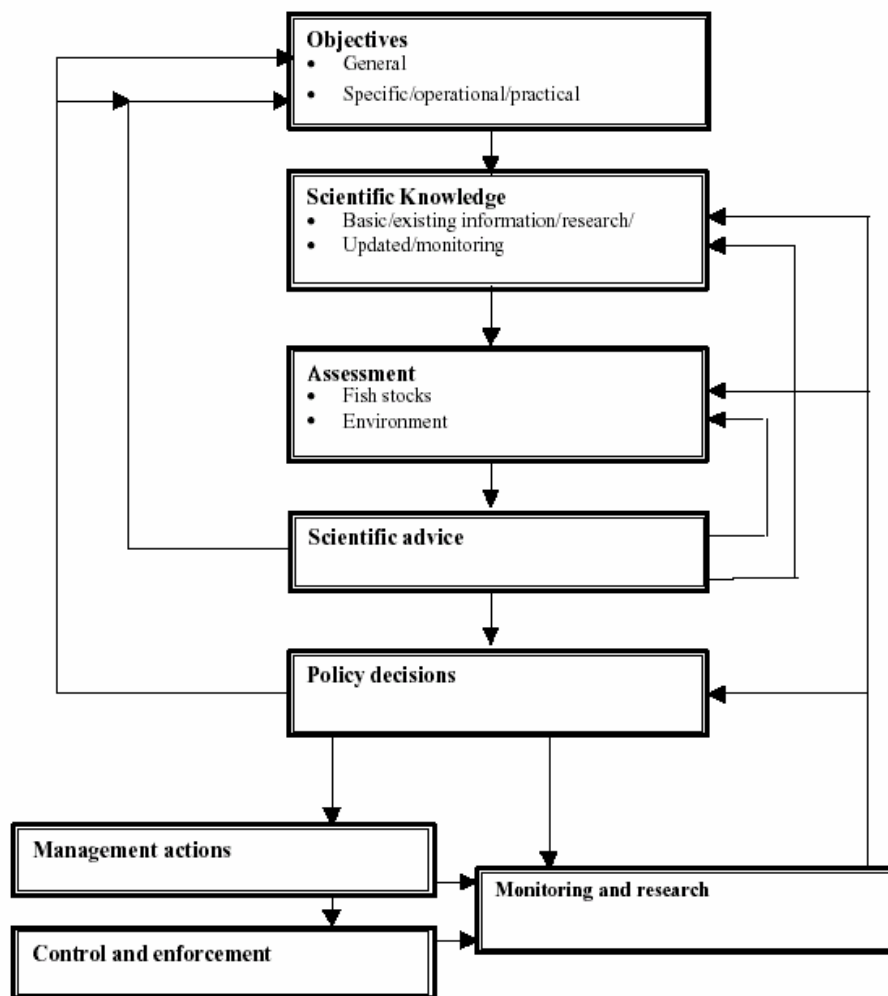 Objectives
• General
• Specific/operational/practical
Scientific Knowledge
• Basic/existing information/research/
• Updated/monitoring
Assessment
• Fish stocks
• Environment
Scientific advice
Policy decisions
Management actions
Monitoring and research
Control and enforcement